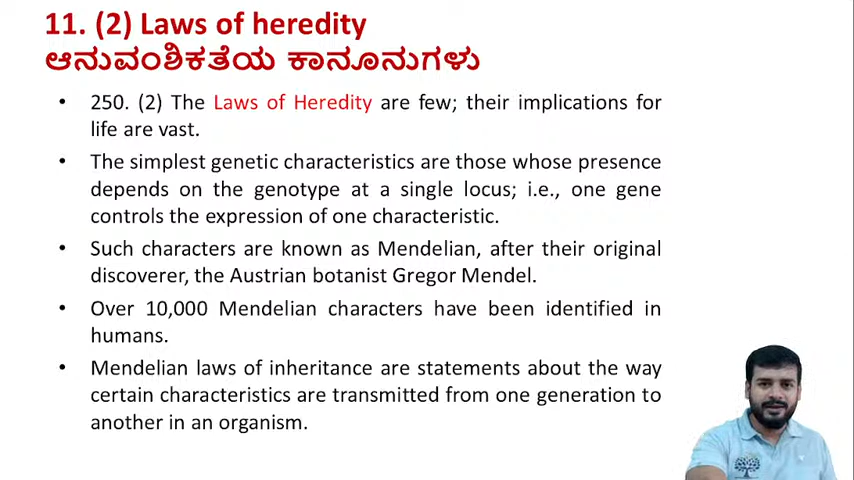 11. (2) Laws of heredity
ಆನುವಂಶಿಕತೆಯ ಕಾನೂನುಗಳು
• 250. (2) The Laws of Heredity are few; their implications for
life are vast.
• The simplest genetic characteristics are those whose presence
depends on the genotype at a single locus; i.e., one gene
controls the expression of one characteristic.
• Such characters are known as Mendelian, after their original
discoverer, the Austrian botanist Gregor Mendel.
• Over 10,000 Mendelian characters have been identified in
humans.
• Mendelian laws of inheritance are statements about the way
certain characteristics are transmitted from one generation to
another in an organism.